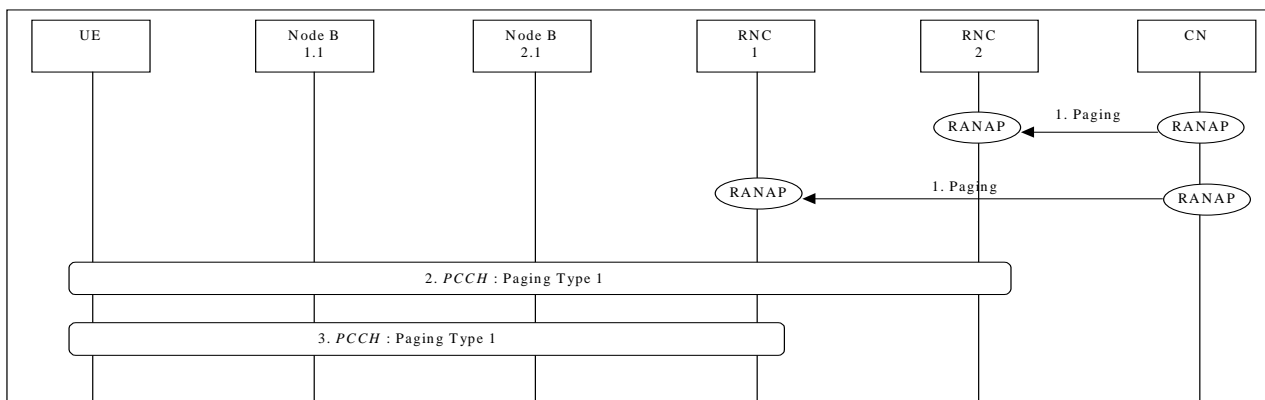 UE
Node B
1.1
Node B
2.1
RNC
1
RNC
2
CN
RANAP
1. Paging
RANAP
RANAP
1. Paging
RANAP
2. PCCH : Paging Type 1
3. PCCH : Paging Type 1